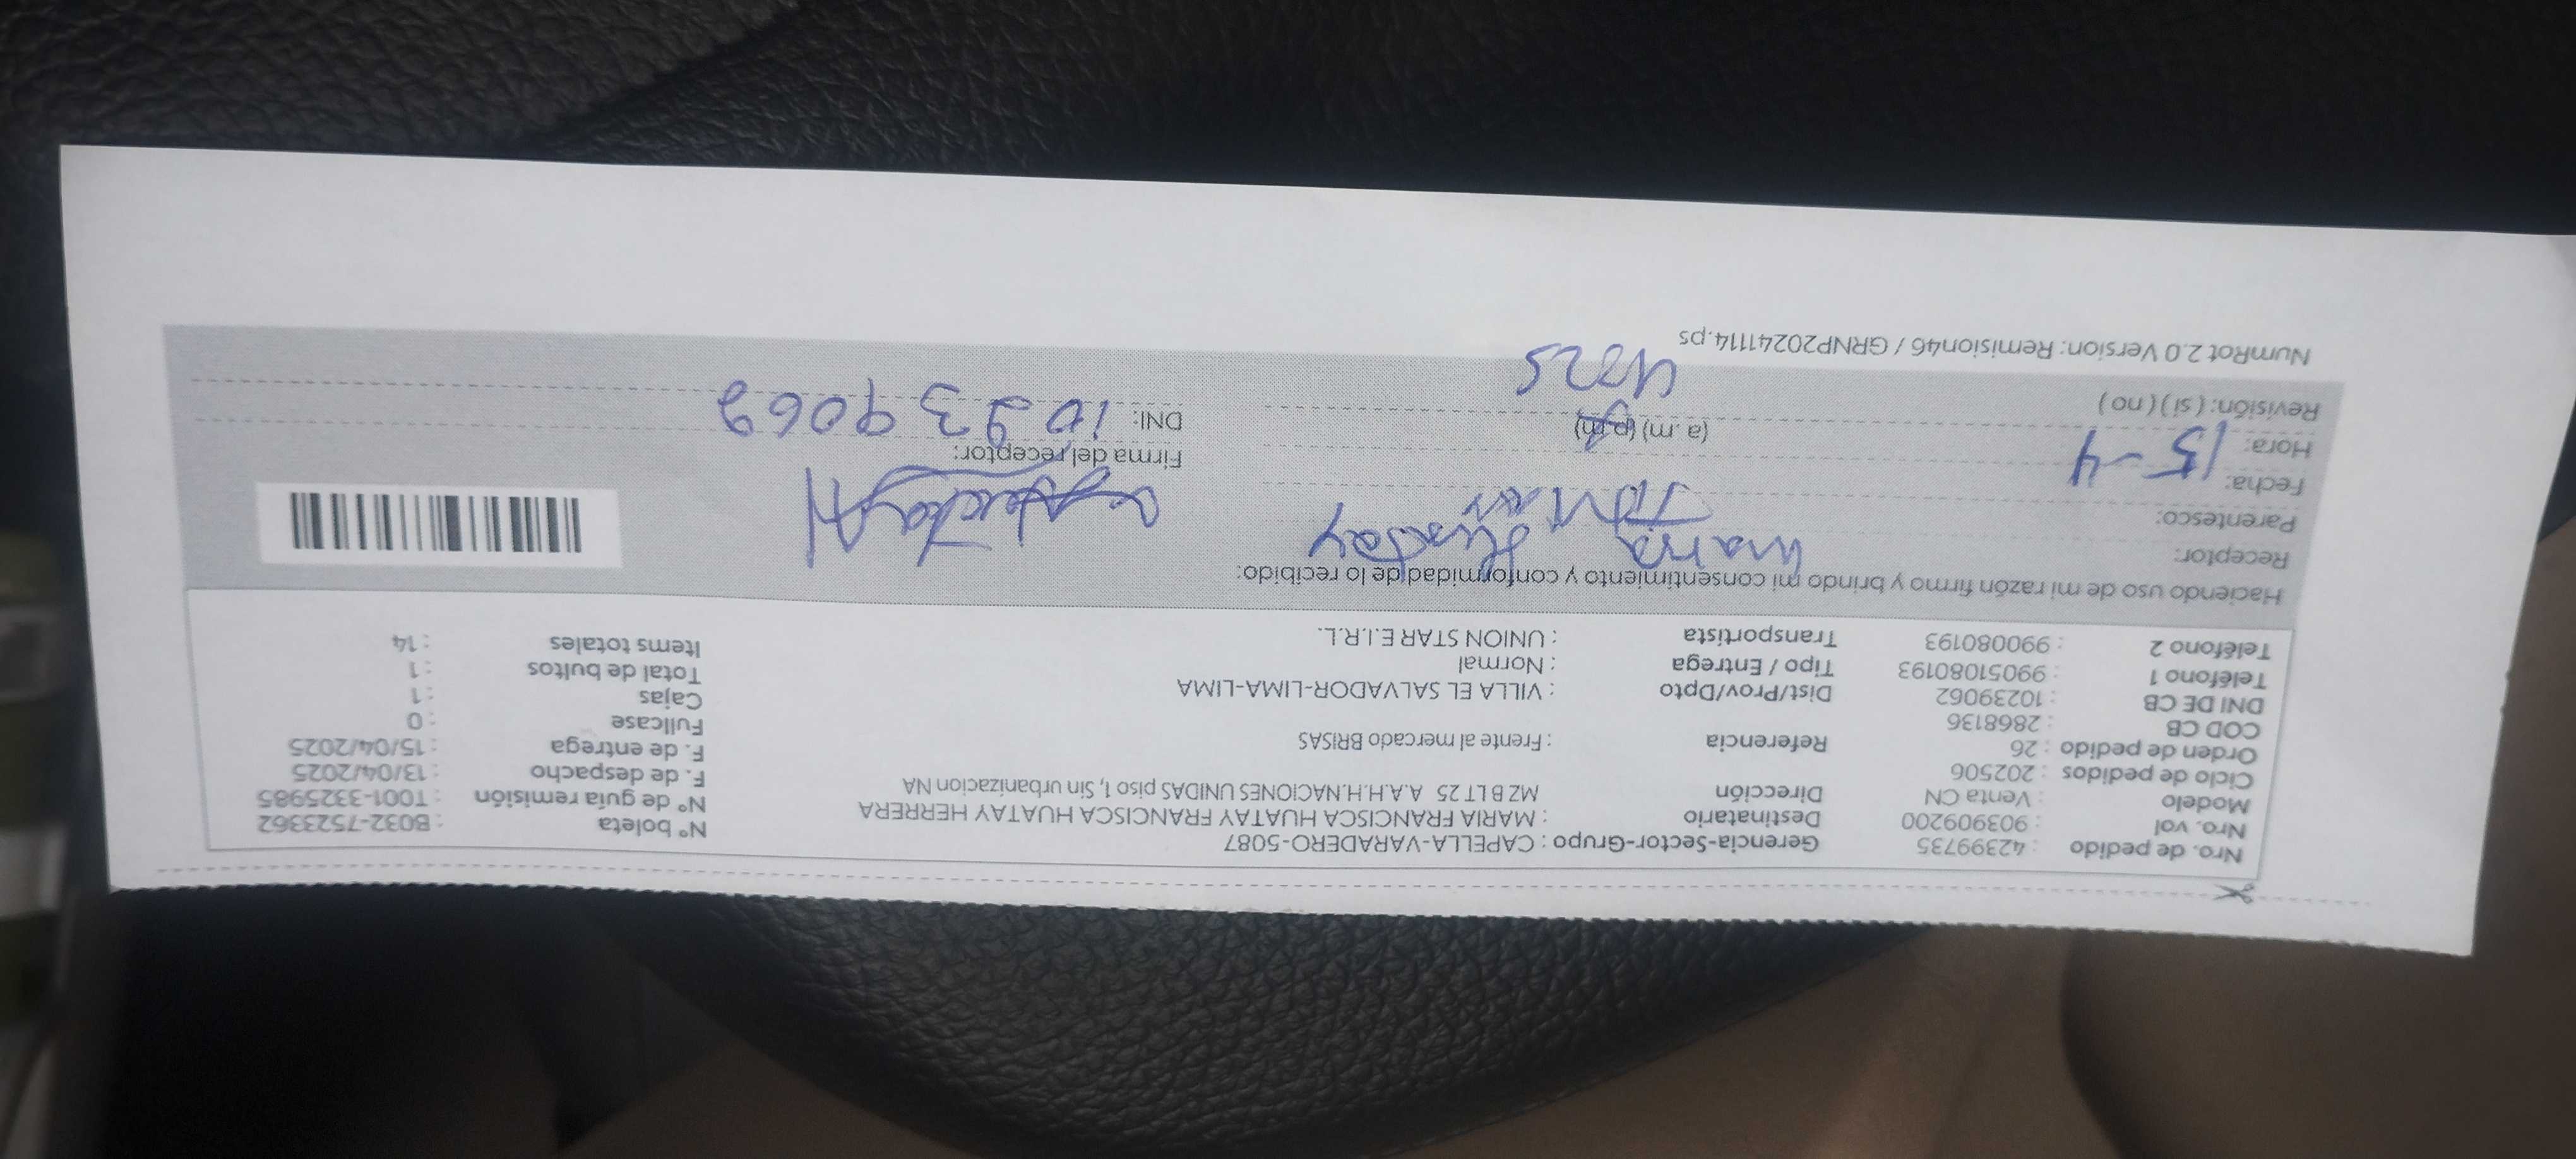 Nro. de pedido : 42399735 Gerencia-Sector-Grupo : CAPELLA-VARADERO-5087 N° boleta : B032-7523362
Nro. vol : 903909200 Destinatario : MARIA FRANCISCA HUATAY FRANCISCA HUATAY HERRERA N° de guía remisión : T001-3325985
Modelo : Venta CN Dirección MZ B LT 25 A.A.H.H.NACIONES UNIDAS piso 1, Sin urbanizacion NA F. de despacho : 13/04/2025
Ciclo de pedidos : 202506 F. de entrega : 15/04/2025
Orden de pedido : 26 Referencia : Frente al mercado BRISAS Fullcase : 0
COD CB : 2868136 Cajas : 1
DNI DE CB : 10239062 Dist/Prov/Dpto : VILLA EL SALVADOR-LIMA-LIMA Total de bultos : 1
Teléfono 1 : 99051080193 Tipo / Entrega : Normal Items totales : 14
Teléfono 2 : 990080193 Transportista : UNION STAR E.I.R.L.
Haciendo uso de mi razón firmo y brindo mi consentimiento y conformidad de lo recibido:
Receptor: maria Huatay
Parentesco:
Fecha: 15-4 Firma del receptor:
Hora: (a. m) (p. m) DNI:
Revisión: ( si ) ( no )
NumRot 2.0 Version: Remision46 / GRNP20241114.ps